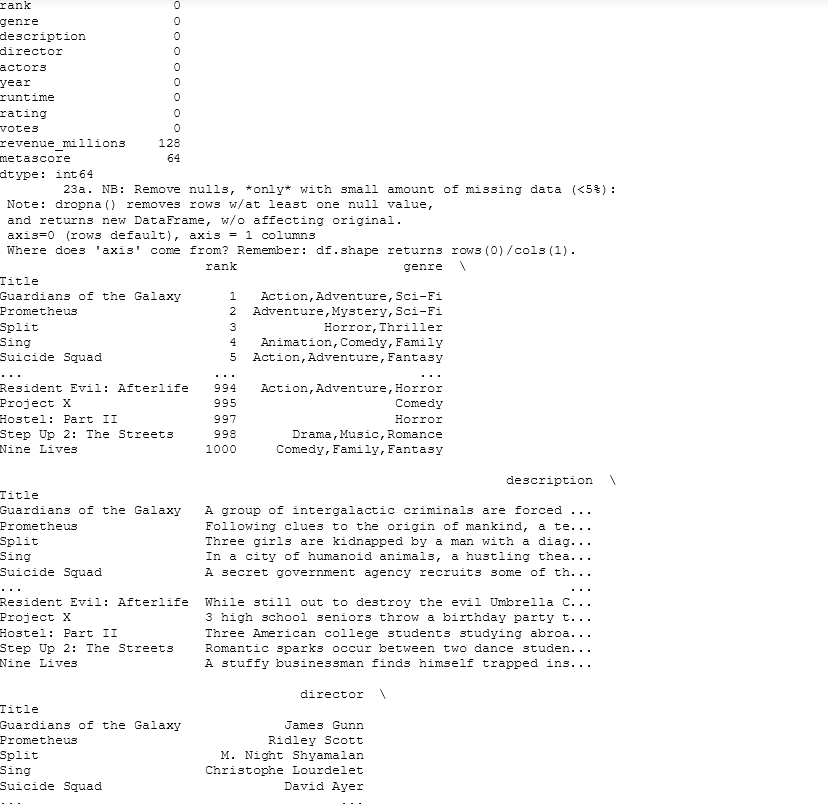 rank                  0
genre                 0
description           0
director              0
actors                0
year                  0
runtime               0
rating                0
votes                 0
revenue_millions    128
metascore            64
dtype: int64
        23a. NB: Remove nulls, *only* with small amount of missing data (<5%):
 Note: dropna() removes rows w/at least one null value,
 and returns new DataFrame, w/o affecting original.
 axis=0 (rows default), axis = 1 columns
 Where does 'axis' come from? Remember: df.shape returns rows(0)/cols(1).
                          rank                     genre  \
Title
Guardians of the Galaxy      1   Action,Adventure,Sci-Fi
Prometheus                   2  Adventure,Mystery,Sci-Fi
Split                        3           Horror,Thriller
Sing                         4   Animation,Comedy,Family
Suicide Squad                5  Action,Adventure,Fantasy
...                        ...                       ...
Resident Evil: Afterlife   994   Action,Adventure,Horror
Project X                  995                    Comedy
Hostel: Part II            997                    Horror
Step Up 2: The Streets     998       Drama,Music,Romance
Nine Lives                1000     Comedy,Family,Fantasy
                                                                description  \
Title
Guardians of the Galaxy   A group of intergalactic criminals are forced ...
Prometheus                Following clues to the origin of mankind, a te...
Split                     Three girls are kidnapped by a man with a diag...
Sing                      In a city of humanoid animals, a hustling thea...
Suicide Squad             A secret government agency recruits some of th...
...                                                                     ...
Resident Evil: Afterlife  While still out to destroy the evil Umbrella C...
Project X                 3 high school seniors throw a birthday party t...
Hostel: Part II           Three American college students studying abroa...
Step Up 2: The Streets    Romantic sparks occur between two dance studen...
Nine Lives                A stuffy businessman finds himself trapped ins...
                                      director  \
Title
Guardians of the Galaxy             James Gunn
Prometheus                        Ridley Scott
Split                       M. Night Shyamalan
Sing                      Christophe Lourdelet
Suicide Squad                       David Ayer
...                                        ...